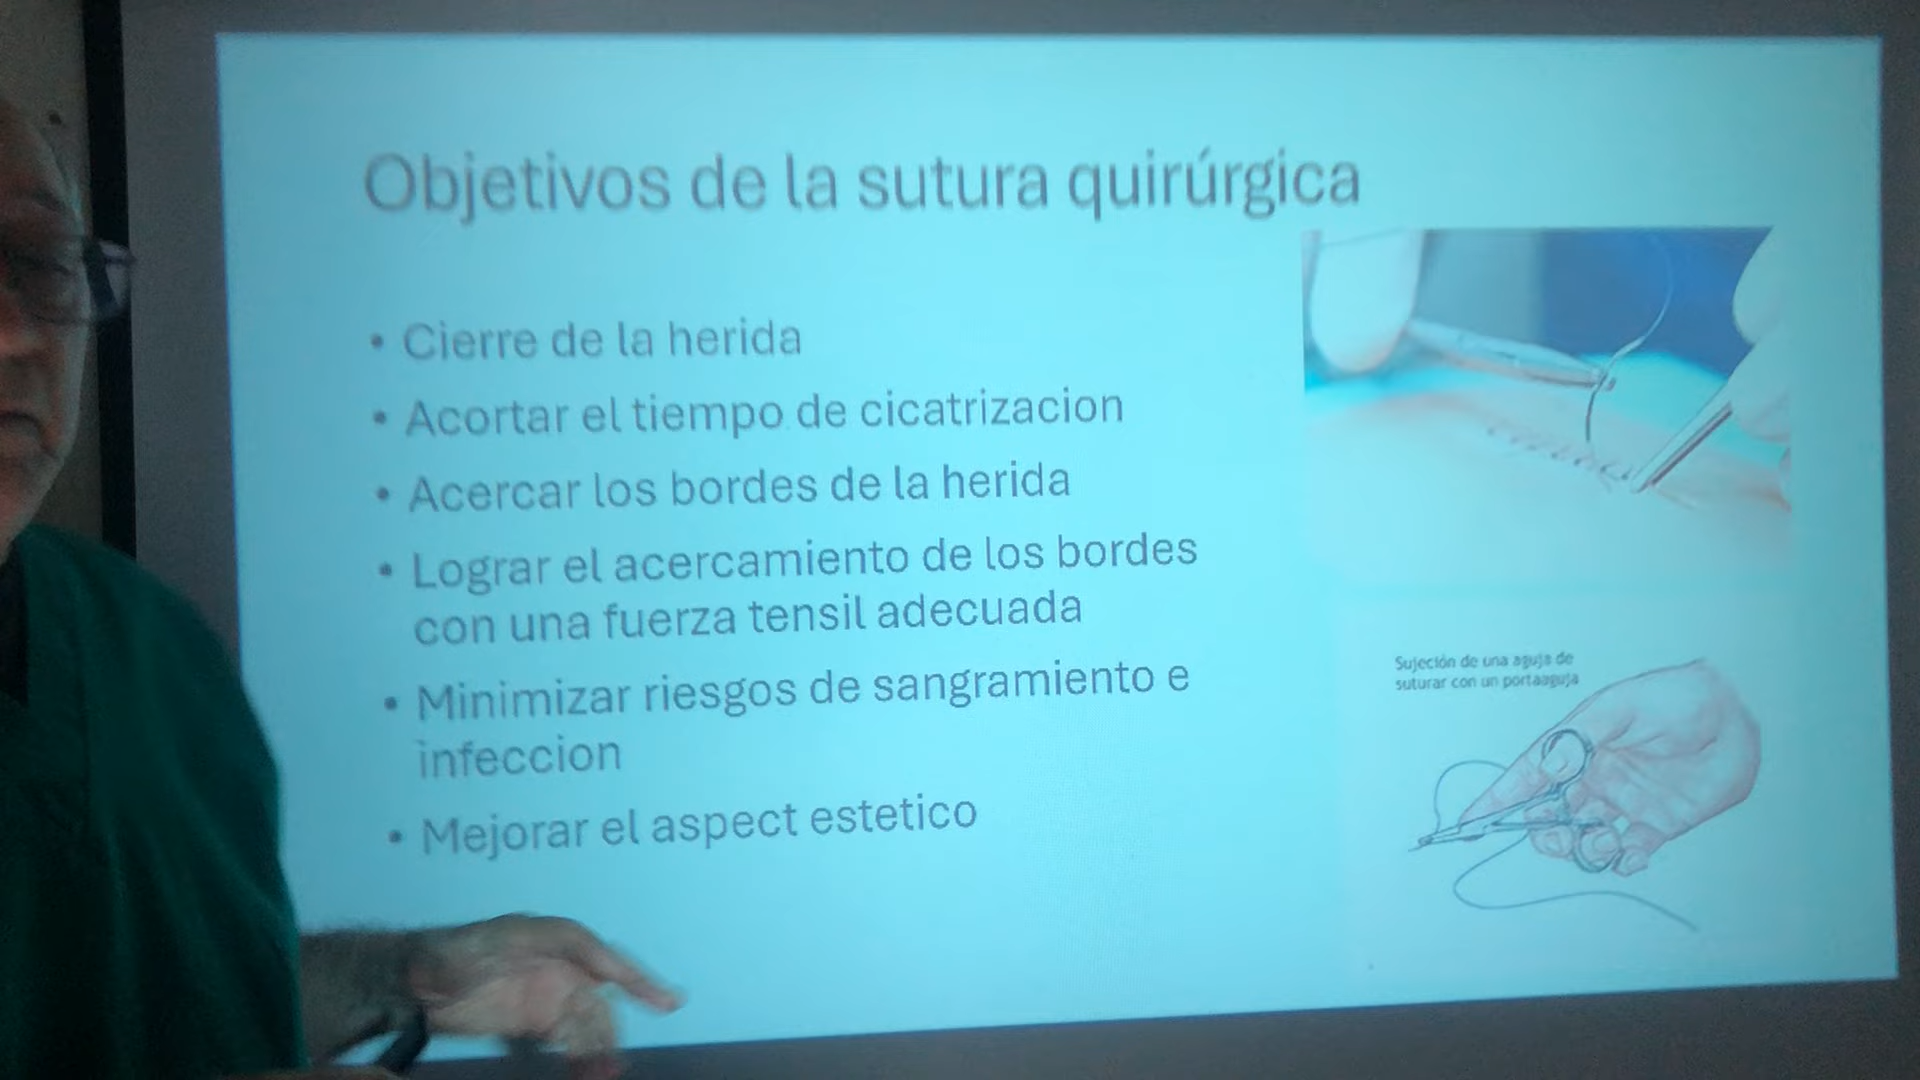 Objetivos de la sutura quirúrgica
• Cierre de la herida
• Acortar el tiempo de cicatrizacion
• Acercar los bordes de la herida
• Lograr el acercamiento de los bordes
con una fuerza tensil adecuada
• Minimizar riesgos de sangramiento e
infeccion
• Mejorar el aspect estetico
Sujeción de una aguja de
suturar con un portaaguja